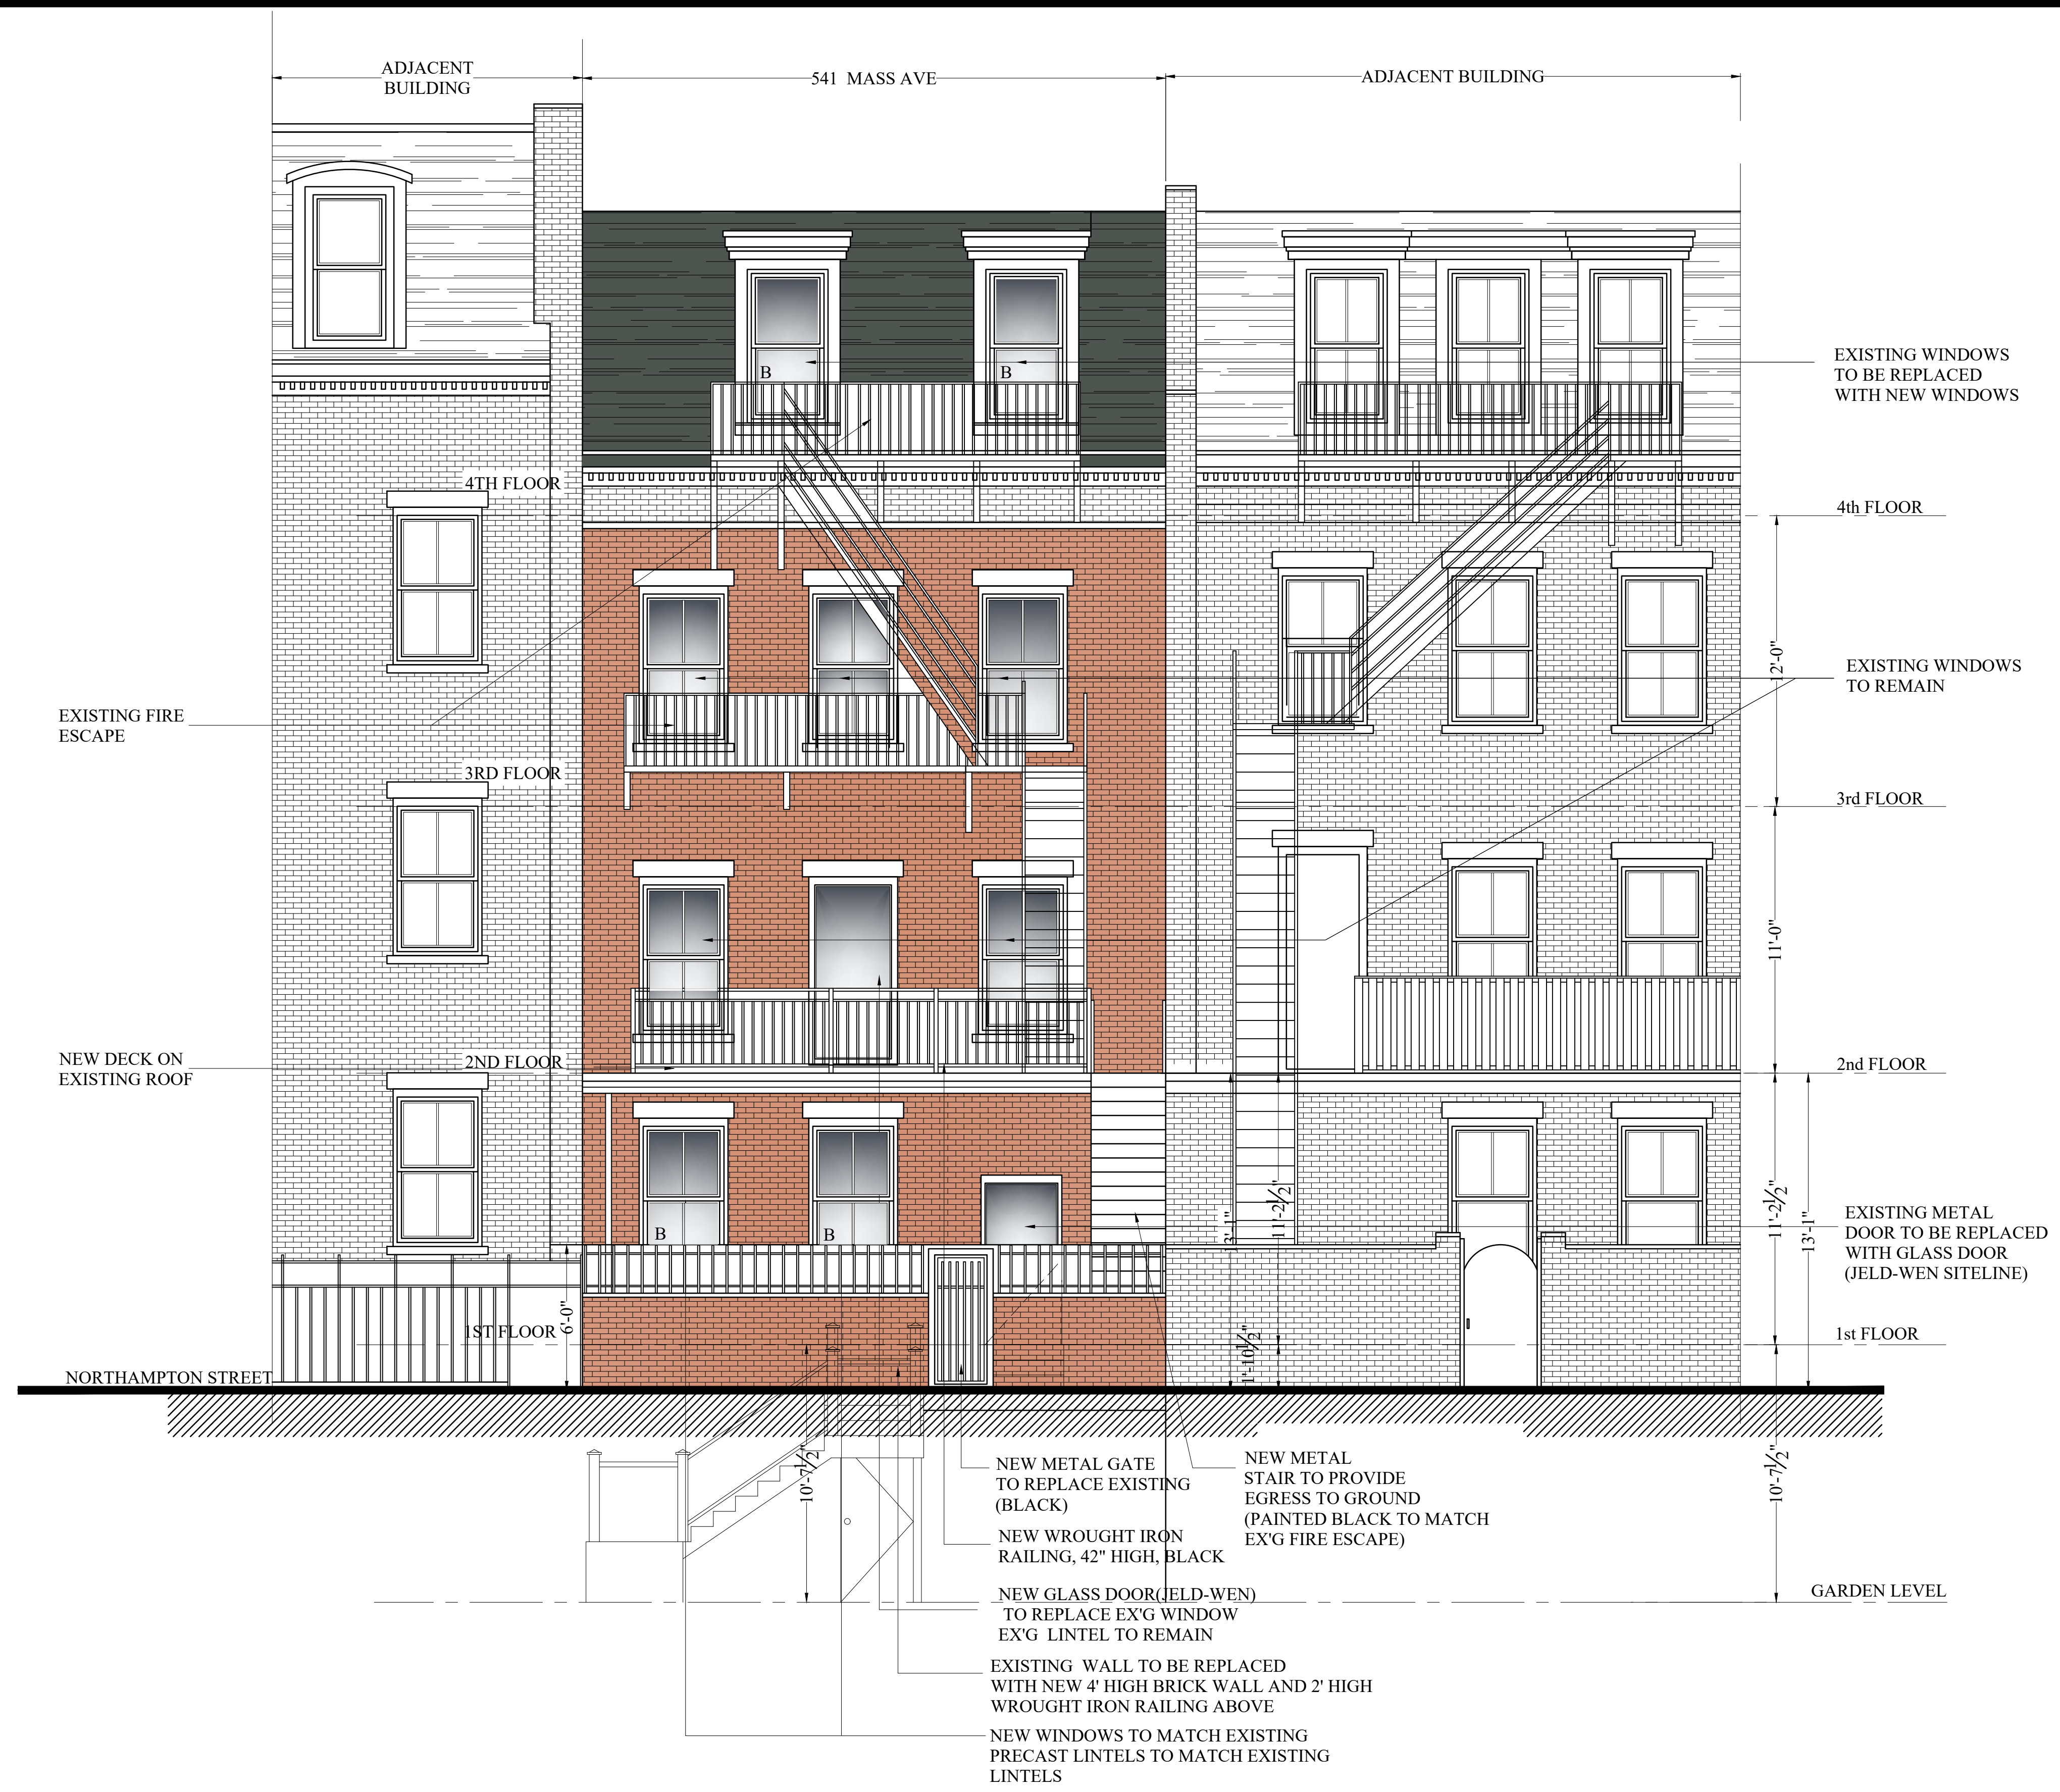 ADJACENT
BUILDING
541 MASS AVE
ADJACENT BUILDING
EXISTING WINDOWS
TO BE REPLACED
WITH NEW WINDOWS
B
B
4TH FLOOR
4th FLOOR
12'-0"
EXISTING WINDOWS
TO REMAIN
EXISTING FIRE
ESCAPE
3RD FLOOR
3rd FLOOR
11'-0"
NEW DECK ON
EXISTING ROOF
2ND FLOOR
2nd FLOOR
B
B
13'-1"
11'-2½"
11'-2½"
13'-1"
EXISTING METAL
DOOR TO BE REPLACED
WITH GLASS DOOR
(JELD-WEN SITELINE)
1ST FLOOR
6'-0"
1'-10½"
1st FLOOR
NORTHAMPTON STREET
10'-7½"
10'-7½"
NEW METAL GATE
TO REPLACE EXISTING
(BLACK)
NEW METAL
STAIR TO PROVIDE
EGRESS TO GROUND
(PAINTED BLACK TO MATCH
EX'G FIRE ESCAPE)
NEW WROUGHT IRON
RAILING, 42" HIGH, BLACK
NEW GLASS DOOR(JELD-WEN)
TO REPLACE EX'G WINDOW
EX'G LINTEL TO REMAIN
GARDEN LEVEL
EXISTING WALL TO BE REPLACED
WITH NEW 4' HIGH BRICK WALL AND 2' HIGH
WROUGHT IRON RAILING ABOVE
NEW WINDOWS TO MATCH EXISTING
PRECAST LINTELS TO MATCH EXISTING
LINTELS